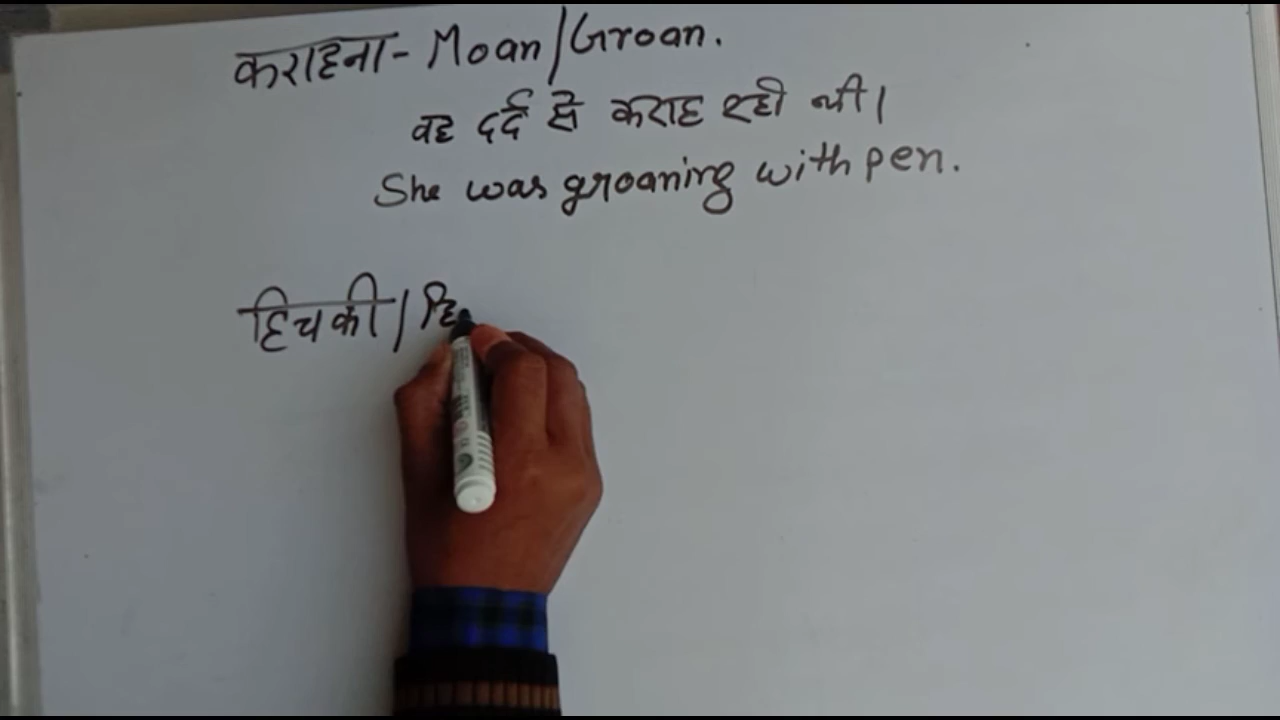 कराहना - Moan/Groan.
वह दर्द से कराह रही थी।
She was groaning with pen.
हिचकी / हि